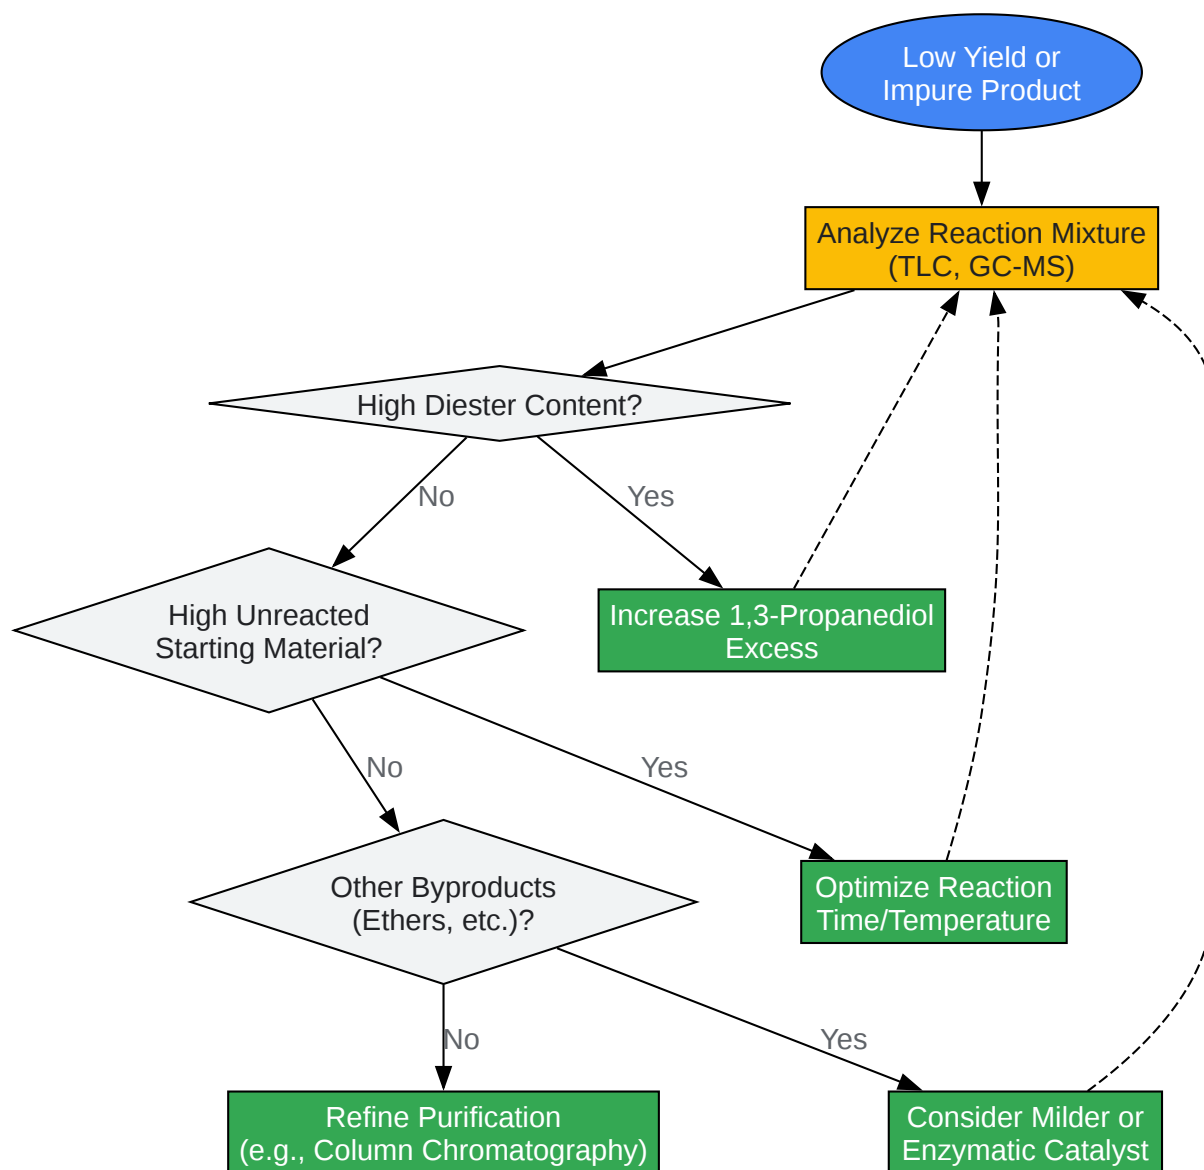 Low Yield or
Impure Product
Analyze Reaction Mixture
(TLC, GC-MS)
High Diester Content?
No
Yes
High Unreacted
Starting Material?
Increase 1,3-Propanediol
Excess
No
Yes
Other Byproducts
(Ethers, etc.)?
Optimize Reaction
Time/Temperature
No
Yes
Refine Purification
(e.g., Column Chromatography)
Consider Milder or
Enzymatic Catalyst